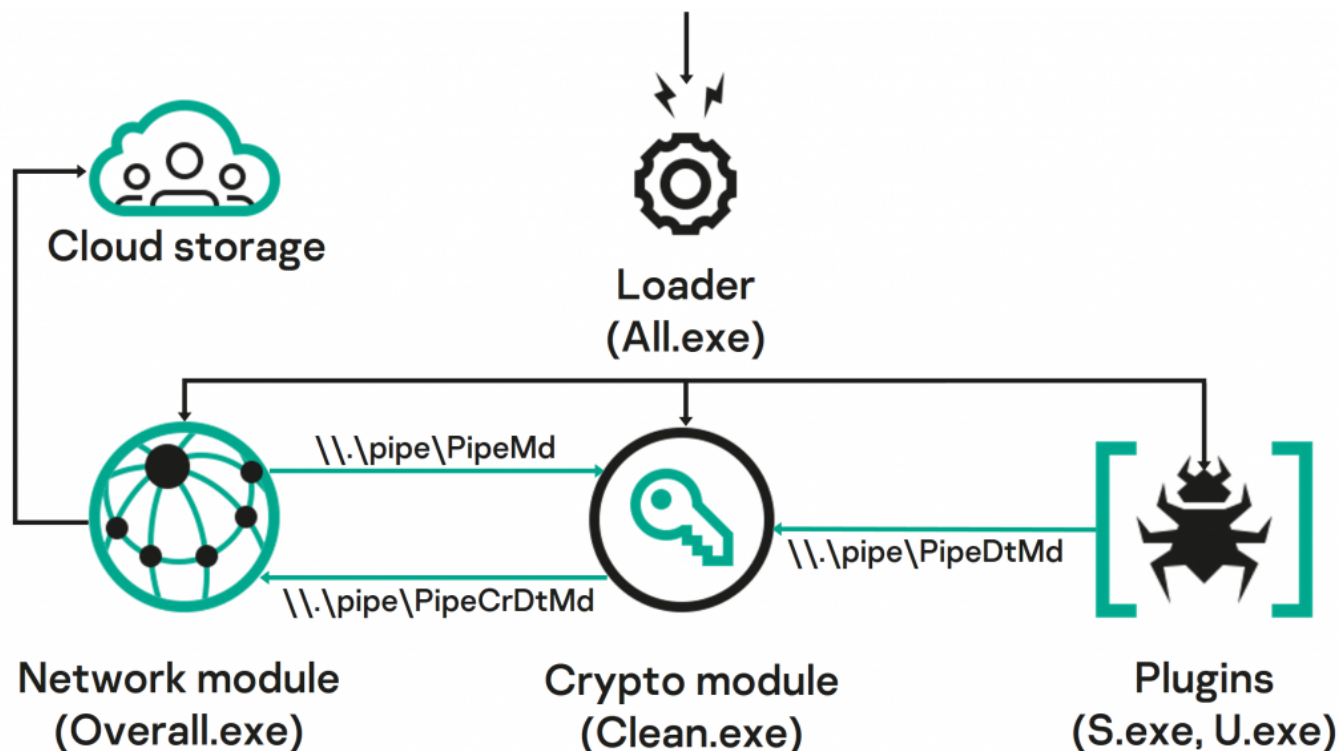 Cloud storage
Loader
(All.exe)
\\.\pipe\PipeMd
\\.\pipe\PipeDtMd
\\.\pipe\PipeCrDtMd
Network module
(Overall.exe)
Crypto module
(Clean.exe)
Plugins
(S.exe, U.exe)